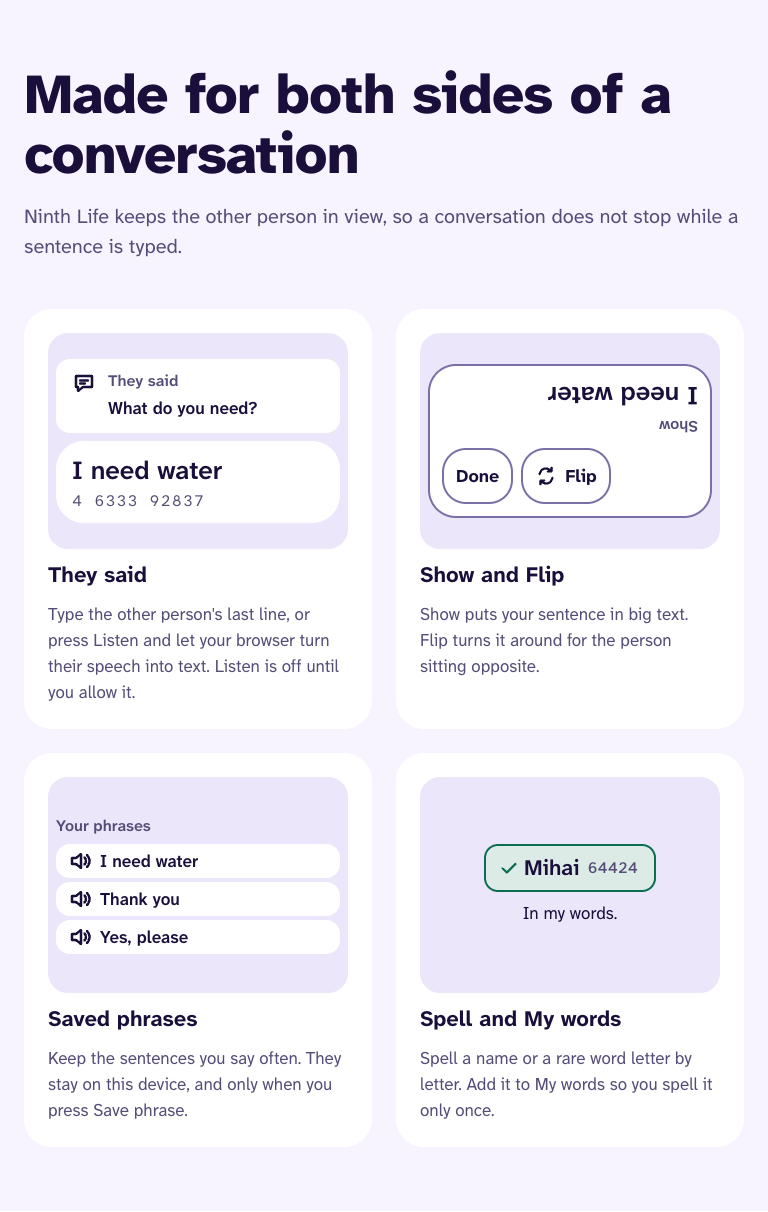 Made for both sides of a
conversation
Ninth Life keeps the other person in view, so a conversation does not stop while a
sentence is typed.
They said
What do you need?
I need water
4 6333 92837
They said
Type the other person's last line, or
press Listen and let your browser turn
their speech into text. Listen is off until
you allow it.
I need water
Show
Done
Flip
Show and Flip
Show puts your sentence in big text.
Flip turns it around for the person
sitting opposite.
Your phrases
I need water
Thank you
Yes, please
Saved phrases
Keep the sentences you say often. They
stay on this device, and only when you
press Save phrase.
Mihai 64424
In my words.
Spell and My words
Spell a name or a rare word letter by
letter. Add it to My words so you spell it
only once.